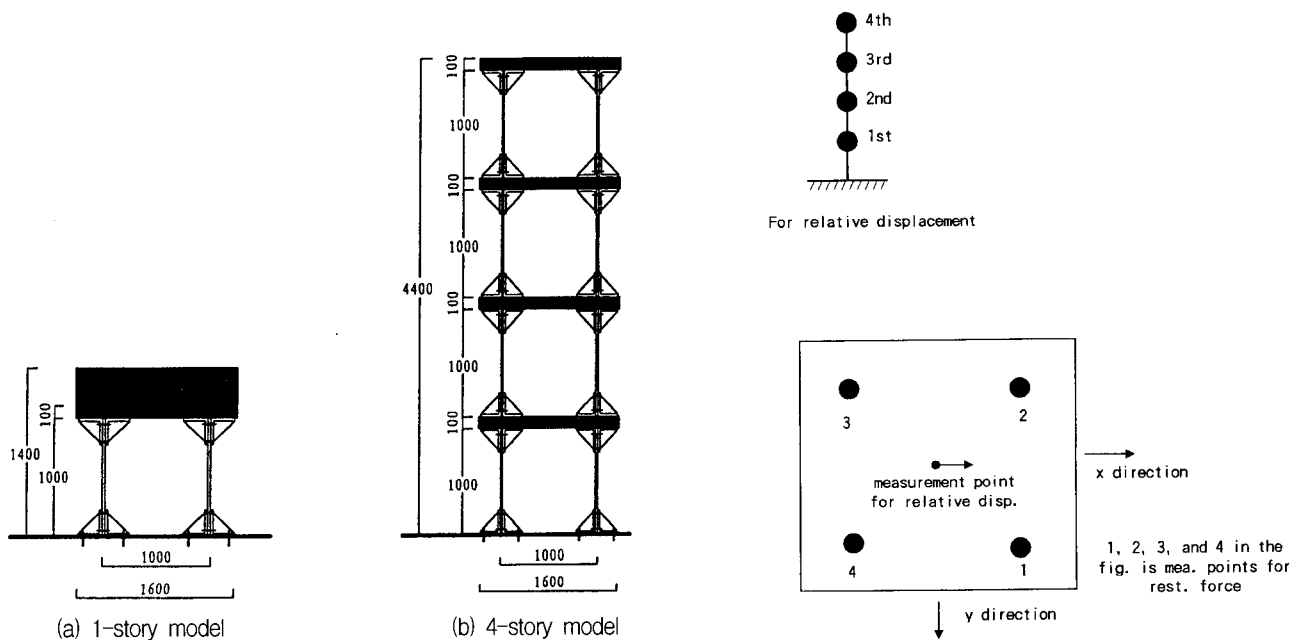 100
1000
1400
1000
1600
(a) 1-story model
100
1000
100
1000
4400
100
1000
100
1000
1000
1600
(b) 4-story model
4th
3rd
2nd
1st
For relative displacement
3
2
measurement point
for relative disp.
x direction
4
1
1, 2, 3, and 4 in the
fig. is mea. points for
rest. force
y direction